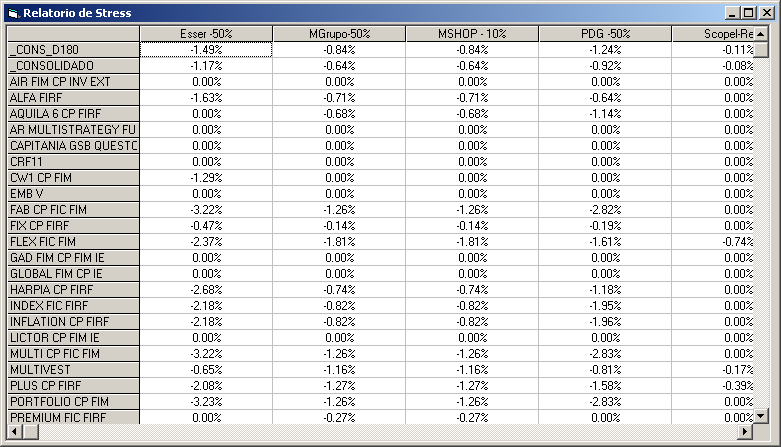 Relatorio de Stress
Esser -50% MGrupo-50% MSHOP - 10% PDG -50% Scopel-Re
_CONS_D180 -1.49% -0.84% -0.84% -1.24% -0.11%
_CONSOLIDADO -1.17% -0.64% -0.64% -0.92% -0.08%
AIR FIM CP INV EXT 0.00% 0.00% 0.00% 0.00% 0.00%
ALFA FIRF -1.63% -0.71% -0.71% -0.64% 0.00%
AQUILA 6 CP FIRF 0.00% -0.68% -0.68% -1.14% 0.00%
AR MULTISTRATEGY FU 0.00% 0.00% 0.00% 0.00% 0.00%
CAPITANIA GSB QUESTO 0.00% 0.00% 0.00% 0.00% 0.00%
CRF11 0.00% 0.00% 0.00% 0.00% 0.00%
CW1 CP FIM -1.29% 0.00% 0.00% 0.00% 0.00%
EMB V 0.00% 0.00% 0.00% 0.00% 0.00%
FAB CP FIC FIM -3.22% -1.26% -1.26% -2.82% 0.00%
FIX CP FIRF -0.47% -0.14% -0.14% -0.19% 0.00%
FLEX FIC FIM -2.37% -1.81% -1.81% -1.61% -0.74%
GAD FIM CP FIM IE 0.00% 0.00% 0.00% 0.00% 0.00%
GLOBAL FIM CP IE 0.00% 0.00% 0.00% 0.00% 0.00%
HARPIA CP FIRF -2.68% -0.74% -0.74% -1.18% 0.00%
INDEX FIC FIRF -2.18% -0.82% -0.82% -1.95% 0.00%
INFLATION CP FIRF -2.18% -0.82% -0.82% -1.96% 0.00%
LICTOR CP FIM IE 0.00% 0.00% 0.00% 0.00% 0.00%
MULTI CP FIC FIM -3.22% -1.26% -1.26% -2.83% 0.00%
MULTIVEST -0.65% -1.16% -1.16% -0.81% -0.17%
PLUS CP FIRF -2.08% -1.27% -1.27% -1.58% -0.39%
PORTFOLIO CP FIM -3.23% -1.26% -1.26% -2.83% 0.00%
PREMIUM FIC FIRF 0.00% -0.27% -0.27% 0.00% 0.00%